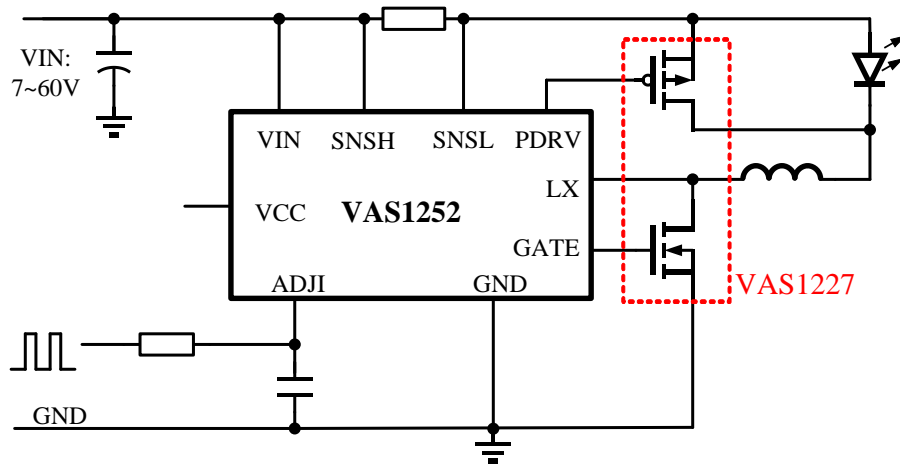 VIN:
7~60V
VIN
SNSH
SNSL
PDRV
LX
VCC
VAS1252
GATE
ADJI
GND
VAS1227
GND